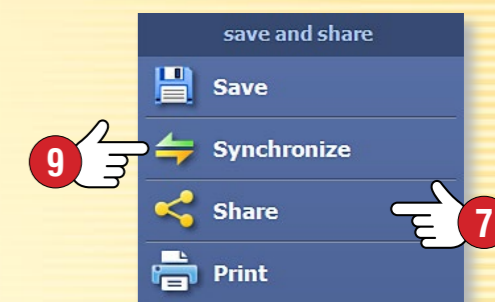 save and share
Save
9
Synchronize
Share
7
Print